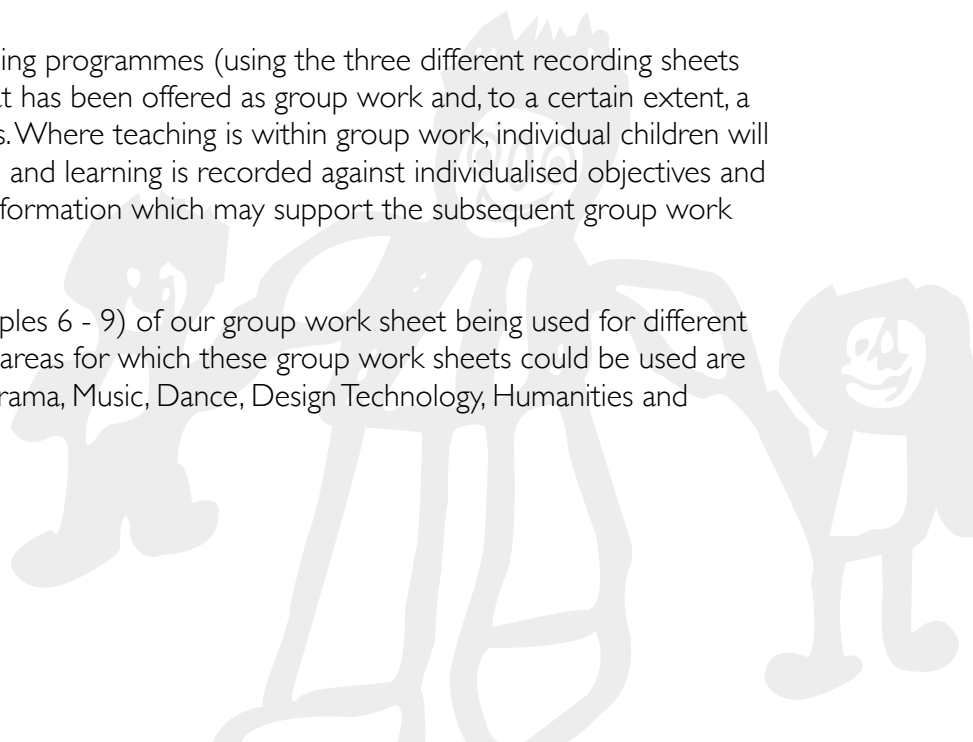 ing programmes (using the three different recording sheets
t has been offered as group work and, to a certain extent, a
s. Where teaching is within group work, individual children will
and learning is recorded against individualised objectives and
formation which may support the subsequent group work
ples 6 - 9) of our group work sheet being used for different
areas for which these group work sheets could be used are
rama, Music, Dance, Design Technology, Humanities and